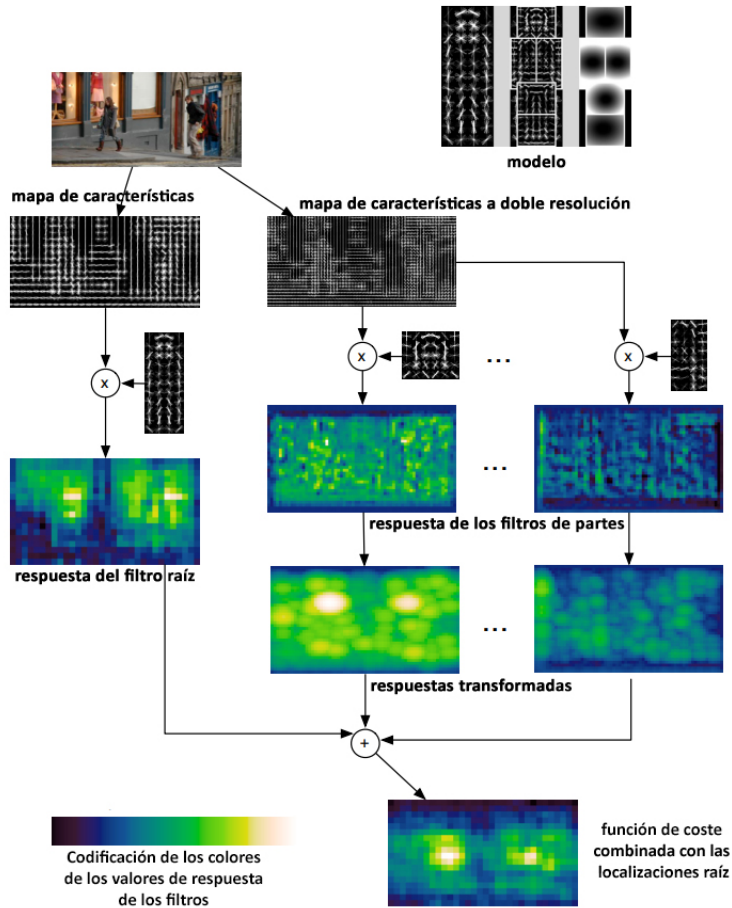 modelo
mapa de características
mapa de características a doble resolución
x
x
...
x
...
respuesta de los filtros de partes
respuesta del filtro raíz
...
respuestas transformadas
+
Codificación de los colores
de los valores de respuesta
de los filtros
función de coste
combinada con las
localizaciones raíz